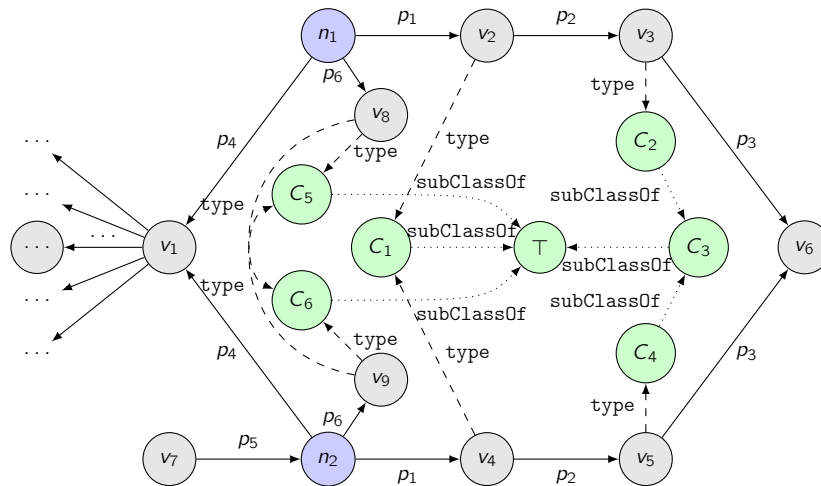 n₁ p₁ v₂ p₂ v₃
p₆
v₈ type
type
C₂
p₄ p₃
... type
... type C₅ subClassOf subClassOf
... ... v₁ C₁ subClassOf ⊤ C₃ v₆
subClassOf
... type C₆ subClassOf
subClassOf
... type type C₄
p₄ v₉ p₃
type
p₆
v₇ p₅ n₂ p₁ v₄ p₂ v₅